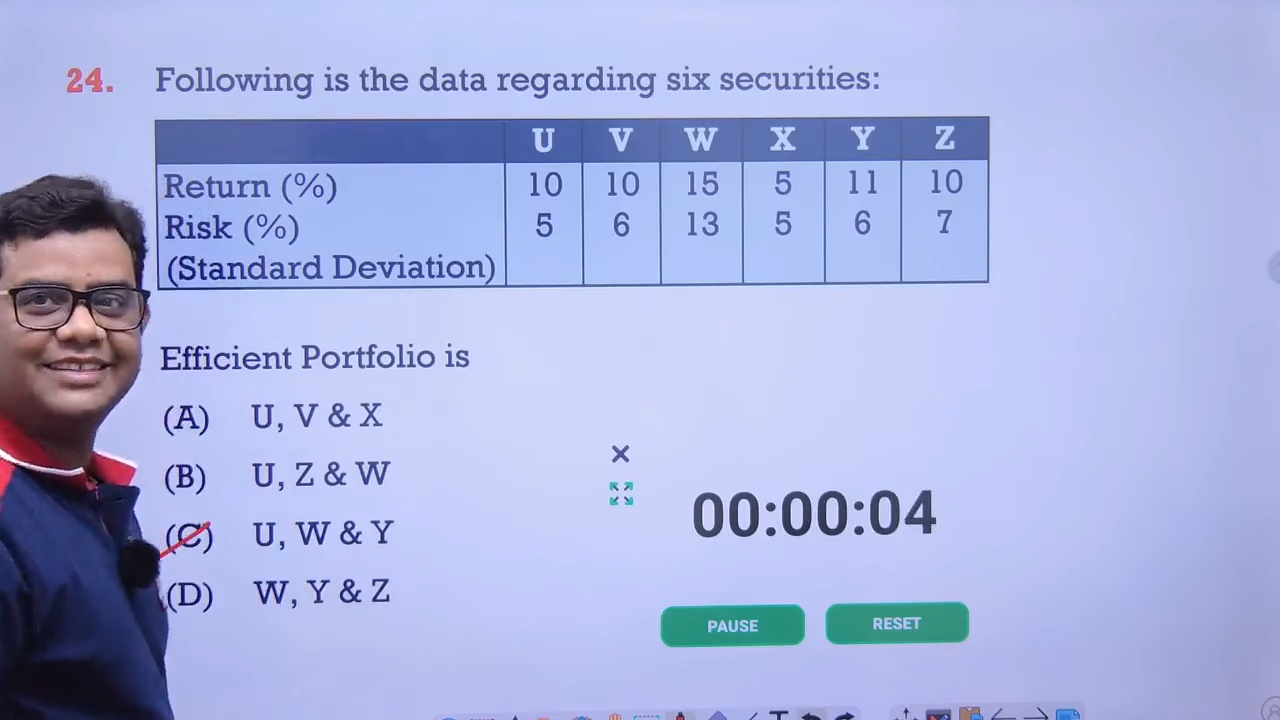 24. Following is the data regarding six securities:
U V W X Y Z
Return (%) 10 10 15 5 11 10
Risk (%) 5 6 13 5 6 7
(Standard Deviation)
Efficient Portfolio is
(A) U, V & X
(B) U, Z & W
(C) U, W & Y
(D) W, Y & Z
00:00:04
PAUSE RESET